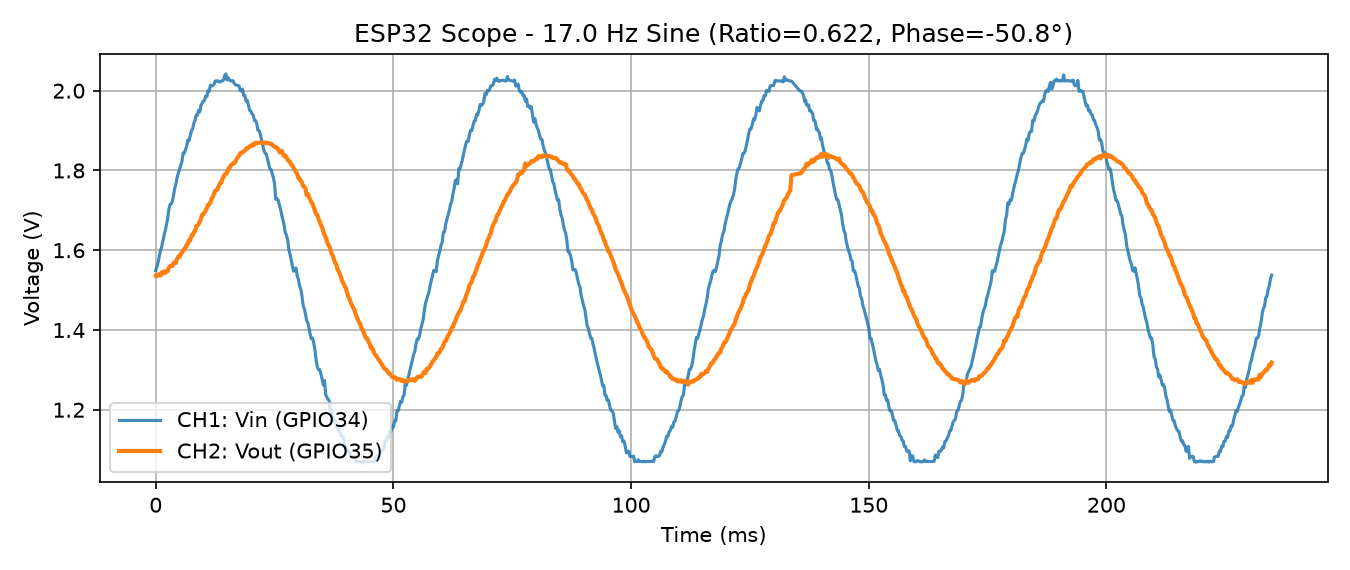 ESP32 Scope - 17.0 Hz Sine (Ratio=0.622, Phase=-50.8°)
Voltage (V)
2.0
1.8
1.6
1.4
1.2
CH1: Vin (GPIO34)
CH2: Vout (GPIO35)
0
50
100
150
200
Time (ms)